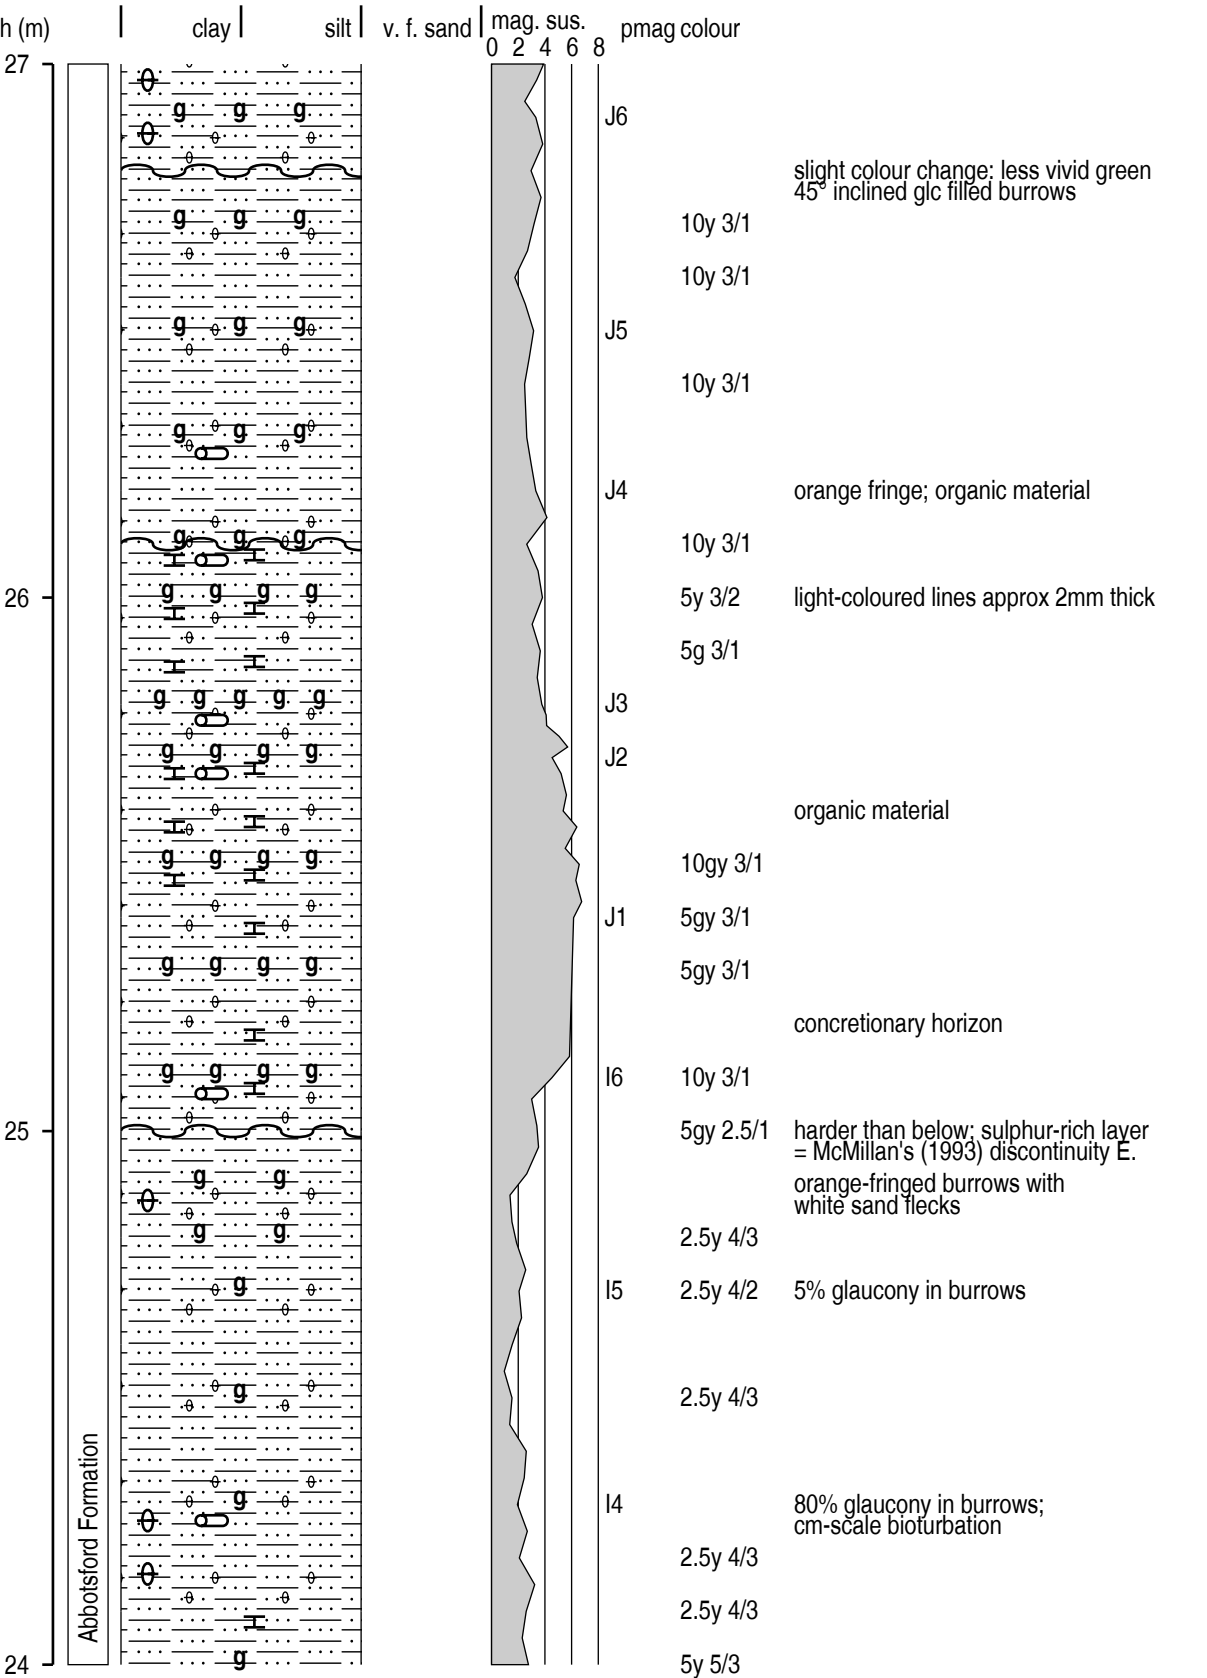 h (m) clay silt v. f. sand mag. sus. pmag colour
0 2 4 6 8
27
g g g J6
slight colour change: less vivid green
45° inclined glc filled burrows
g g g 10y 3/1
10y 3/1
g g g J5
10y 3/1
g g g
J4 orange fringe; organic material
g g g 10y 3/1
26 g g g g 5y 3/2 light-coloured lines approx 2mm thick
5g 3/1
g g g g g J3
g g g g J2
organic material
g g g g 10gy 3/1
J1 5gy 3/1
g g g g 5gy 3/1
concretionary horizon
g g g g I6 10y 3/1
25 5gy 2.5/1 harder than below; sulphur-rich layer
= McMillan's (1993) discontinuity E.
g g orange-fringed burrows with
white sand flecks
g g 2.5y 4/3
g I5 2.5y 4/2 5% glaucony in burrows
g 2.5y 4/3
g I4 80% glaucony in burrows;
cm-scale bioturbation
2.5y 4/3
2.5y 4/3
24 g 5y 5/3
Abbotsford Formation